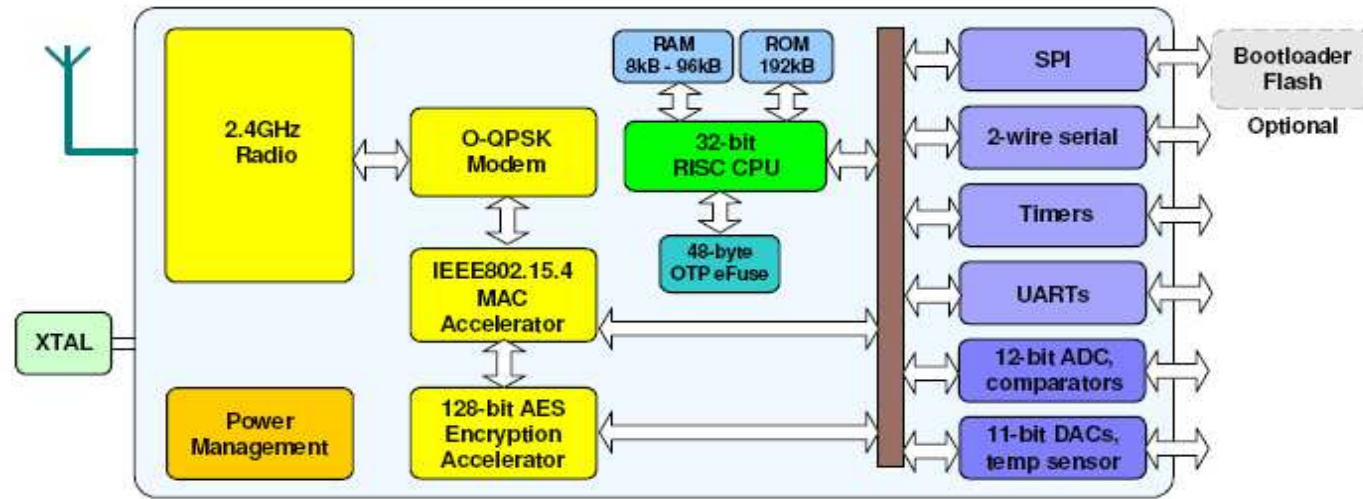 2.4GHz
Radio
O-QPSK
Modem
RAM
8kB - 96kB
ROM
192kB
32-bit
RISC CPU
48-byte
OTP eFuse
IEEE802.15.4
MAC
Accelerator
128-bit AES
Encryption
Accelerator
XTAL
Power
Management
SPI
2-wire serial
Timers
UARTs
12-bit ADC,
comparators
11-bit DACs,
temp sensor
Bootloader
Flash
Optional